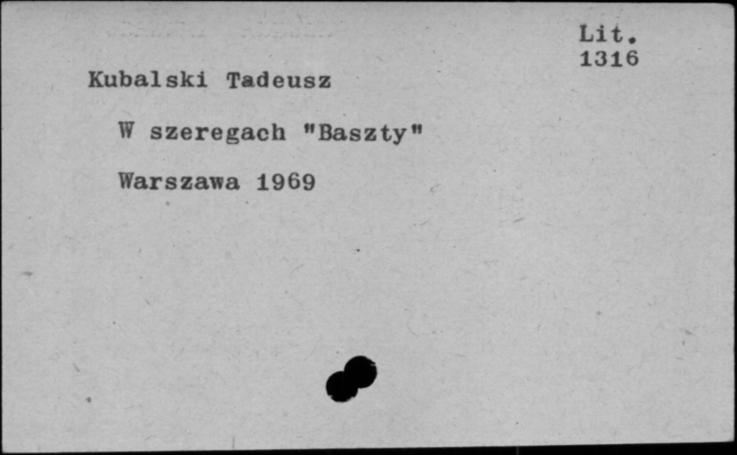 Lit.
1316
Kubalski Tadeusz
W szeregach "Baszty"
Warszawa 1969